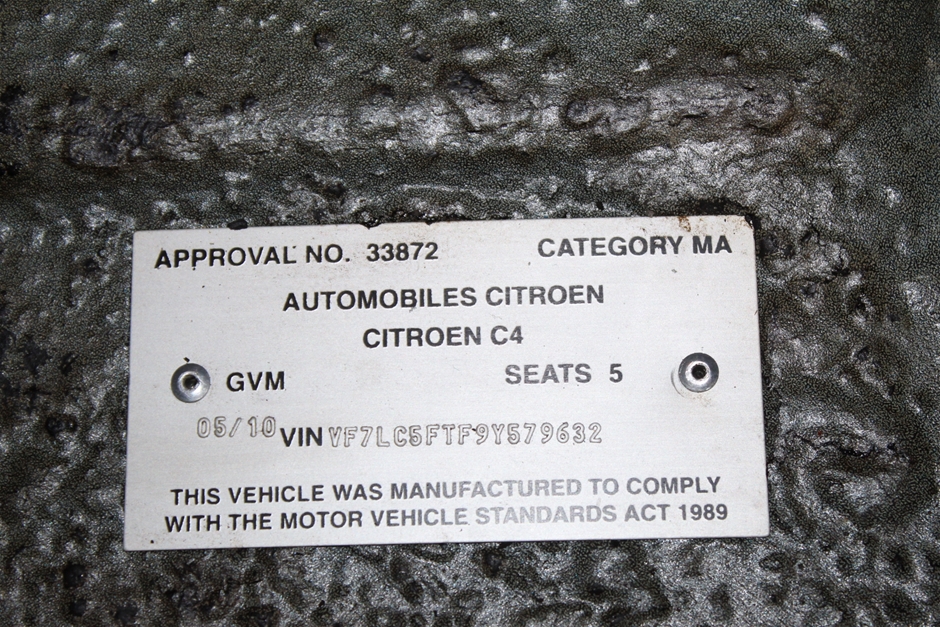 APPROVAL NO. 33872 CATEGORY MA
AUTOMOBILES CITROEN
CITROEN C4
GVM SEATS 5
05/10 VIN VF7LC5FTF9Y579632
THIS VEHICLE WAS MANUFACTURED TO COMPLY
WITH THE MOTOR VEHICLE STANDARDS ACT 1989